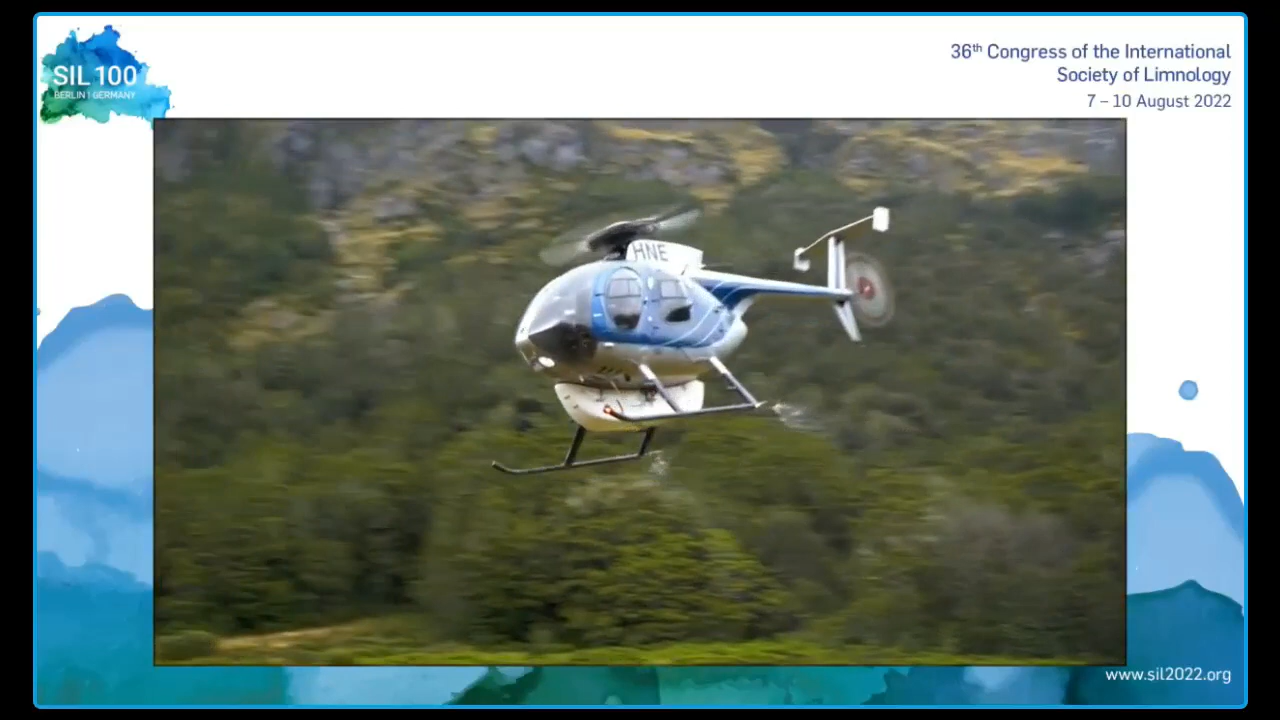 SIL 100
BERLIN | GERMANY
36th Congress of the International
Society of Limnology
7 – 10 August 2022
HNE
www.sil2022.org